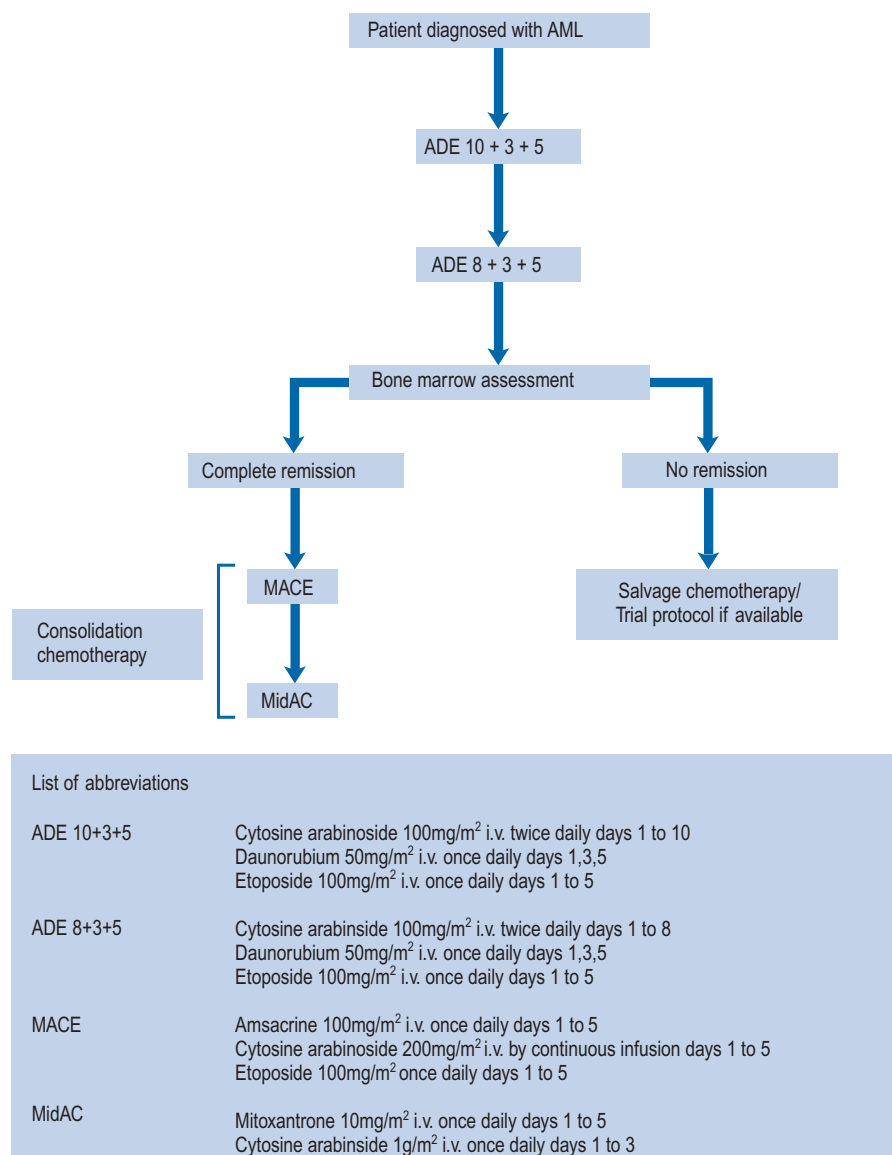 Patient diagnosed with AML
ADE 10 + 3 + 5
ADE 8 + 3 + 5
Bone marrow assessment
Complete remission
No remission
MACE
Salvage chemotherapy/
Trial protocol if available
Consolidation
chemotherapy
MidAC
List of abbreviations
ADE 10+3+5 Cytosine arabinoside 100mg/m² i.v. twice daily days 1 to 10
Daunorubium 50mg/m² i.v. once daily days 1,3,5
Etoposide 100mg/m² i.v. once daily days 1 to 5
ADE 8+3+5 Cytosine arabinside 100mg/m² i.v. twice daily days 1 to 8
Daunorubium 50mg/m² i.v. once daily days 1,3,5
Etoposide 100mg/m² i.v. once daily days 1 to 5
MACE Amsacrine 100mg/m² i.v. once daily days 1 to 5
Cytosine arabinoside 200mg/m² i.v. by continuous infusion days 1 to 5
Etoposide 100mg/m² once daily days 1 to 5
MidAC Mitoxantrone 10mg/m² i.v. once daily days 1 to 5
Cytosine arabinside 1g/m² i.v. once daily days 1 to 3